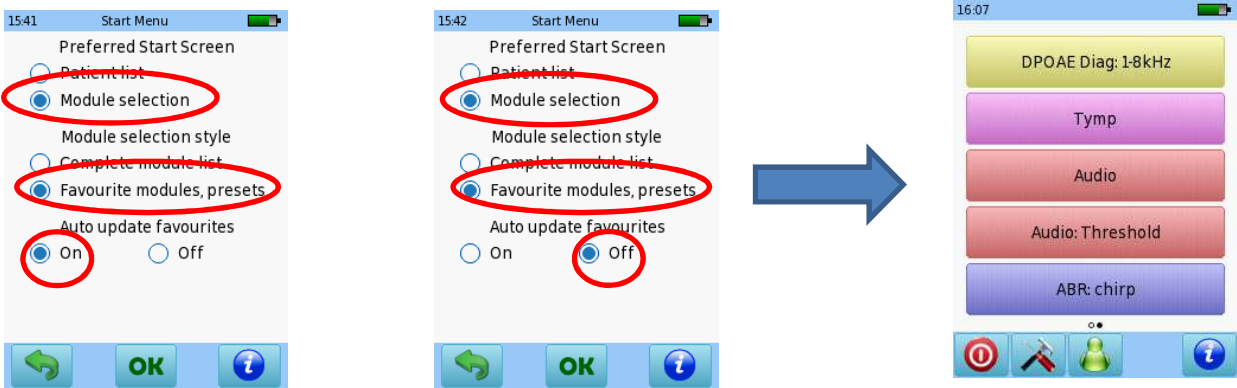 15:41 Start Menu
Preferred Start Screen
Patient list
Module selection
Module selection style
Complete module list
Favourite modules, presets
Auto update favourites
On Off
OK i
15:42 Start Menu
Preferred Start Screen
Patient list
Module selection
Module selection style
Complete module list
Favourite modules, presets
Auto update favourites
On Off
OK i
16:07
DPOAE Diag: 1-8kHz
Tymp
Audio
Audio: Threshold
ABR: chirp
i